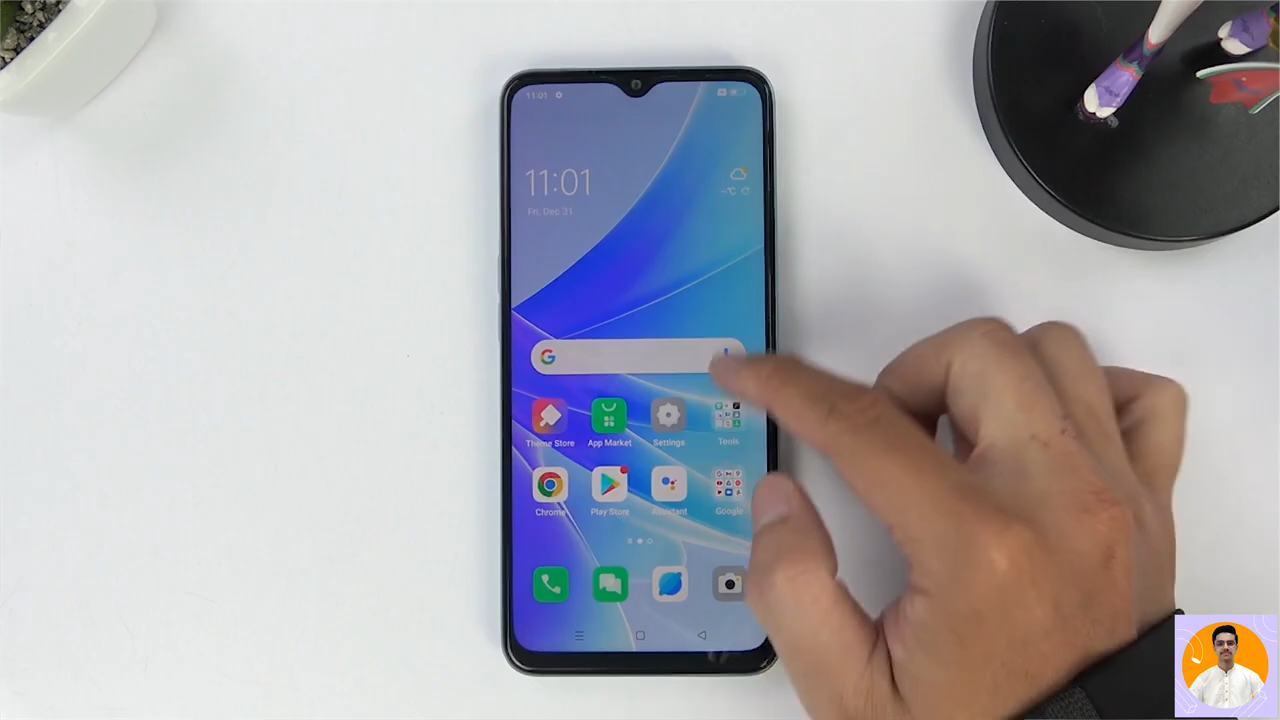 11:01
11:01
Fri, Dec 31
--°C
G
Theme Store
App Market
Settings
Tools
Chrome
Play Store
Assistant
Google